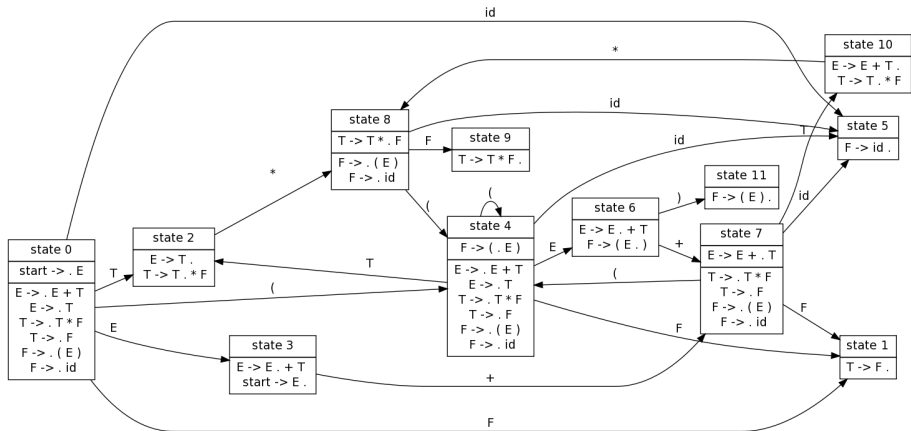 id
state 10
E -> E + T .
T -> T . * F
*
state 8
T -> T * . F
F -> . ( E )
F -> . id
id
F
state 9
T -> T * F .
T
state 5
F -> id .
*
(
id
(
state 11
F -> ( E ) .
)
id
state 6
E -> E . + T
F -> ( E . )
+
state 4
F -> ( . E )
E -> . E + T
E -> . T
T -> . T * F
T -> . F
F -> . ( E )
F -> . id
E
state 7
E -> E + . T
T -> . T * F
T -> . F
F -> . ( E )
F -> . id
(
F
F
state 2
E -> T .
T -> T . * F
T
state 0
start -> . E
E -> . E + T
E -> . T
T -> . T * F
T -> . F
F -> . ( E )
F -> . id
T
(
E
state 3
E -> E . + T
start -> E .
+
state 1
T -> F .
F